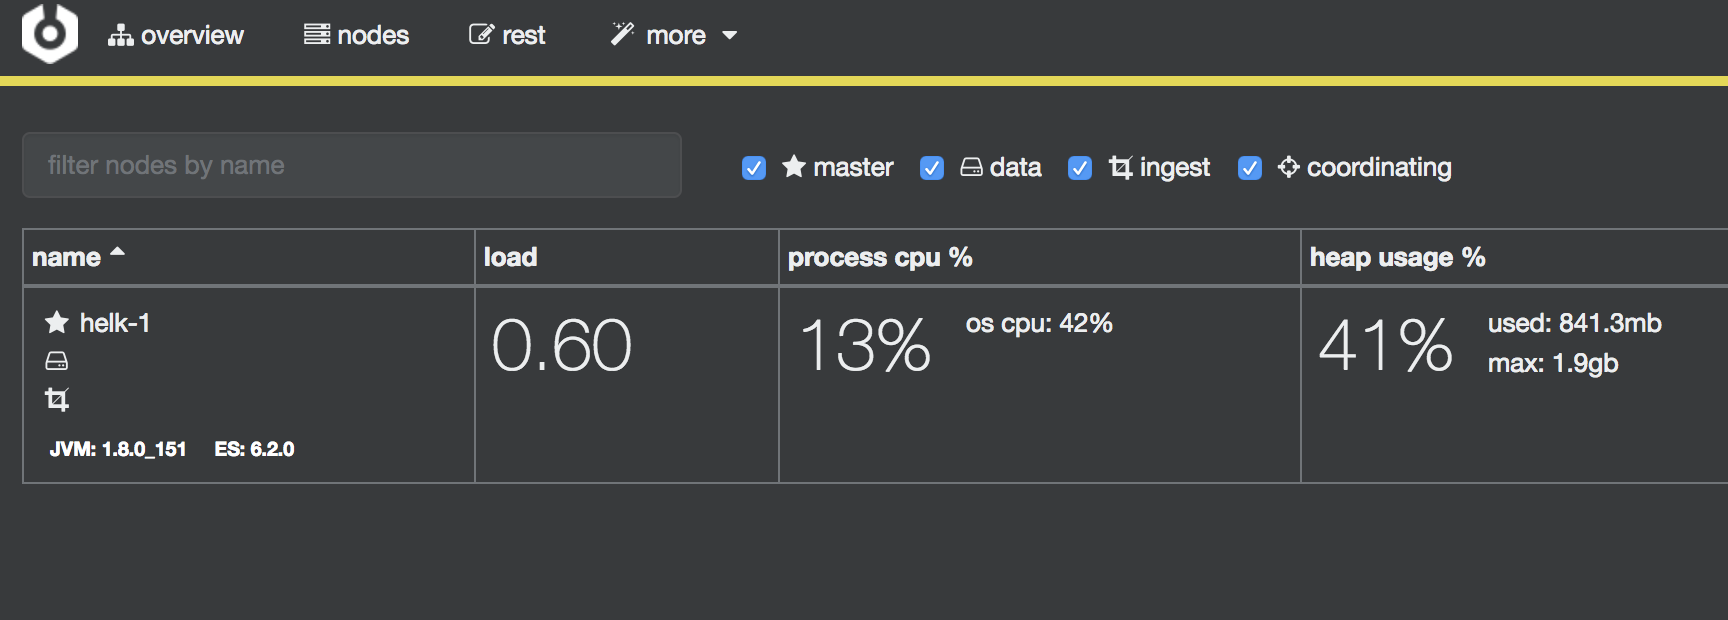 overview nodes rest more
filter nodes by name
master data ingest coordinating
name load process cpu % heap usage %
helk-1 0.60 13% os cpu: 42% 41% used: 841.3mb
max: 1.9gb
JVM: 1.8.0_151 ES: 6.2.0